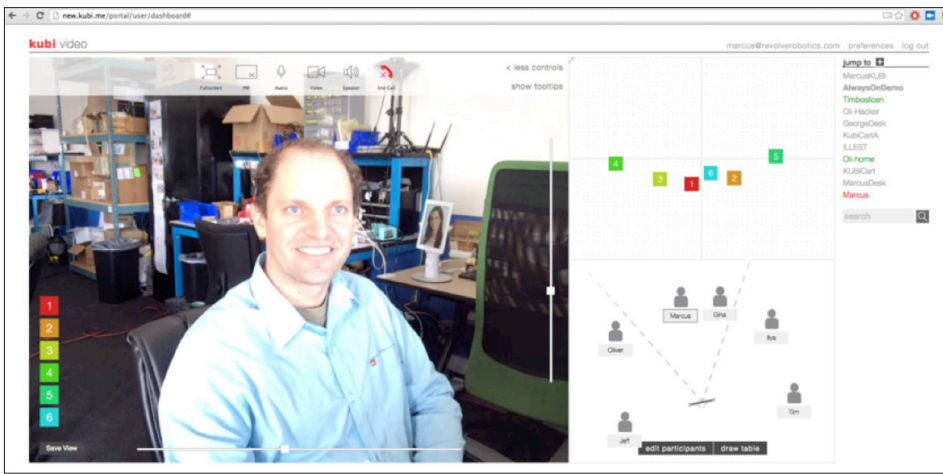 new.kubi.me/portal/user/dashboard#
kubi video
marcus@revolverobotics.com . preferences . log out
Fullscreen
PIP
Audio
Video
Speaker
End Call
< less controls
show tooltips
1
2
3
4
5
6
Save View
4
3
1
6
2
5
Marcus
Gina
Oliver
Ilya
Tim
Jeff
edit participants
draw table
jump to
MarcusKUBI
AlwaysOnDemo
Timboslicen
Oli-Hacker
GeorgeDesk
KubiCartA
ILLEST
Oli-home
KUBICart
MarcusDesk
Marcus
search